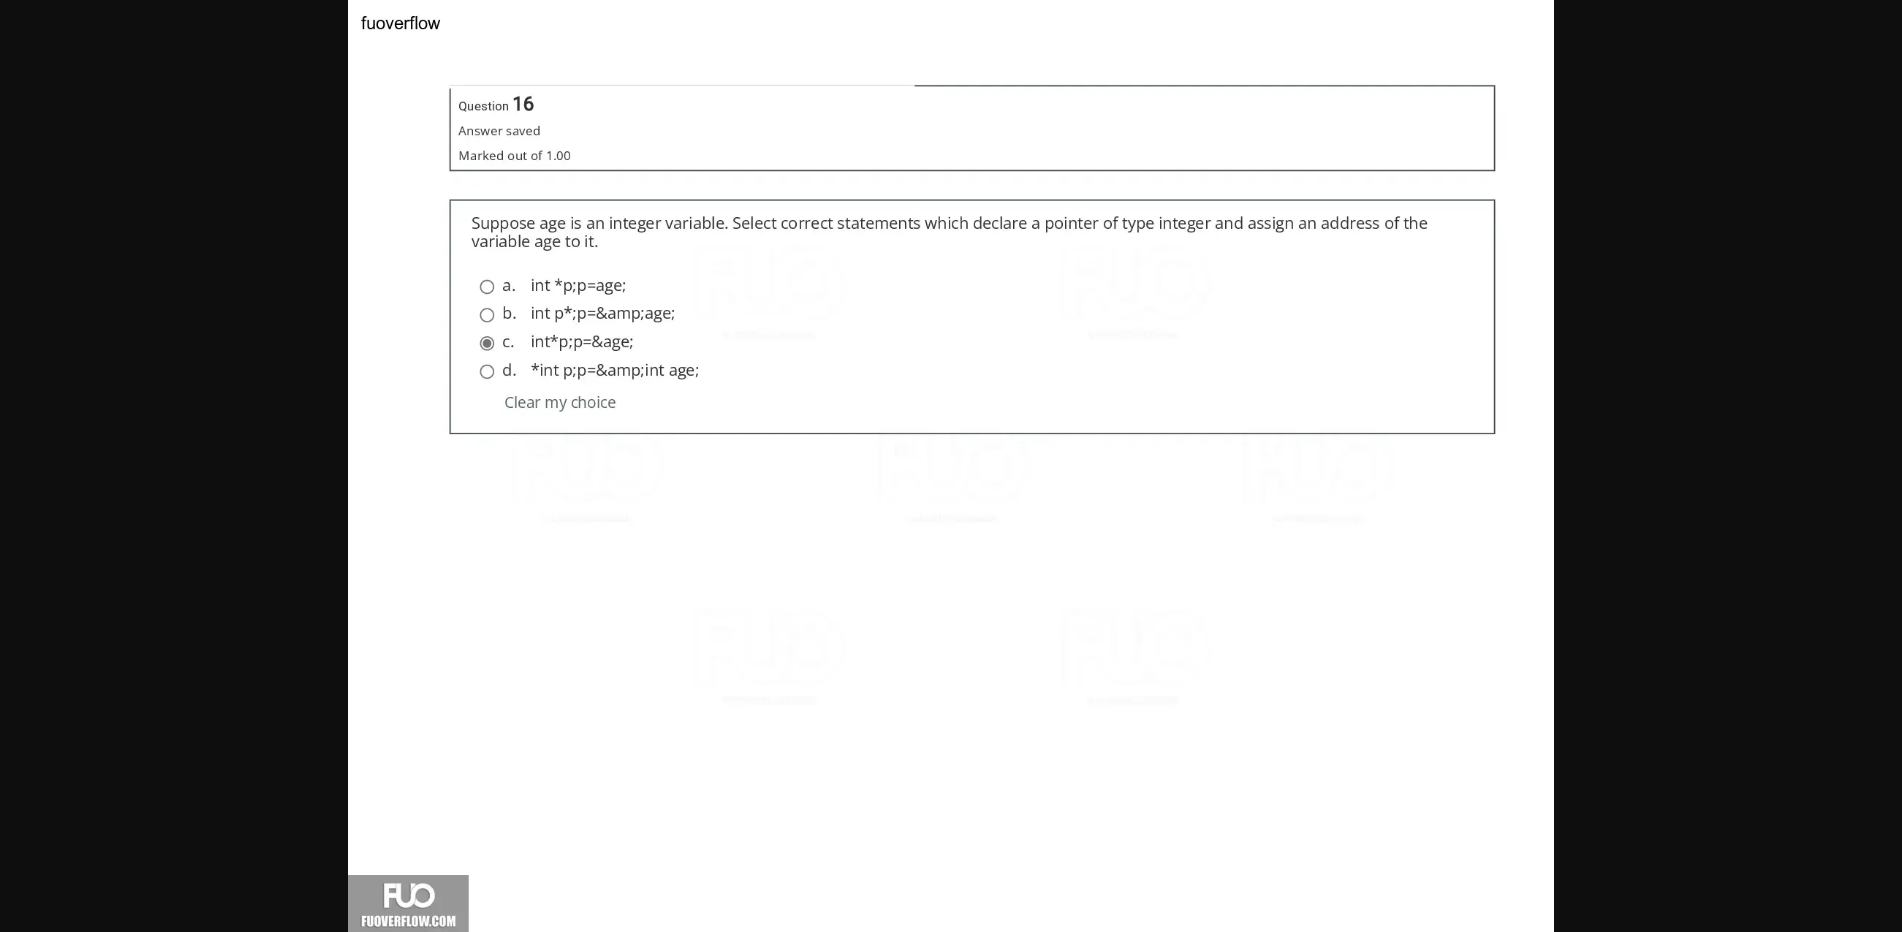 fuoverflow
Question 16
Answer saved
Marked out of 1.00
Suppose age is an integer variable. Select correct statements which declare a pointer of type integer and assign an address of the
variable age to it.
a. int *p;p=age;
b. int p*;p=&amp;age;
c. int*p;p=&age;
d. *int p;p=&amp;int age;
Clear my choice
FUO
FUOVERFLOW.COM